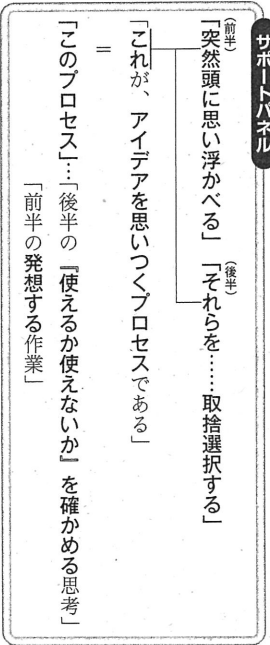 サポートパネル
(前半)
「突然頭に思い浮かべる」
(後半)
「それらを……取捨選択する」
「これが、アイデアを思いつくプロセスである」
＝
「このプロセス」…「後半の『使えるか使えないか』を確かめる思考」
「前半の発想する作業」